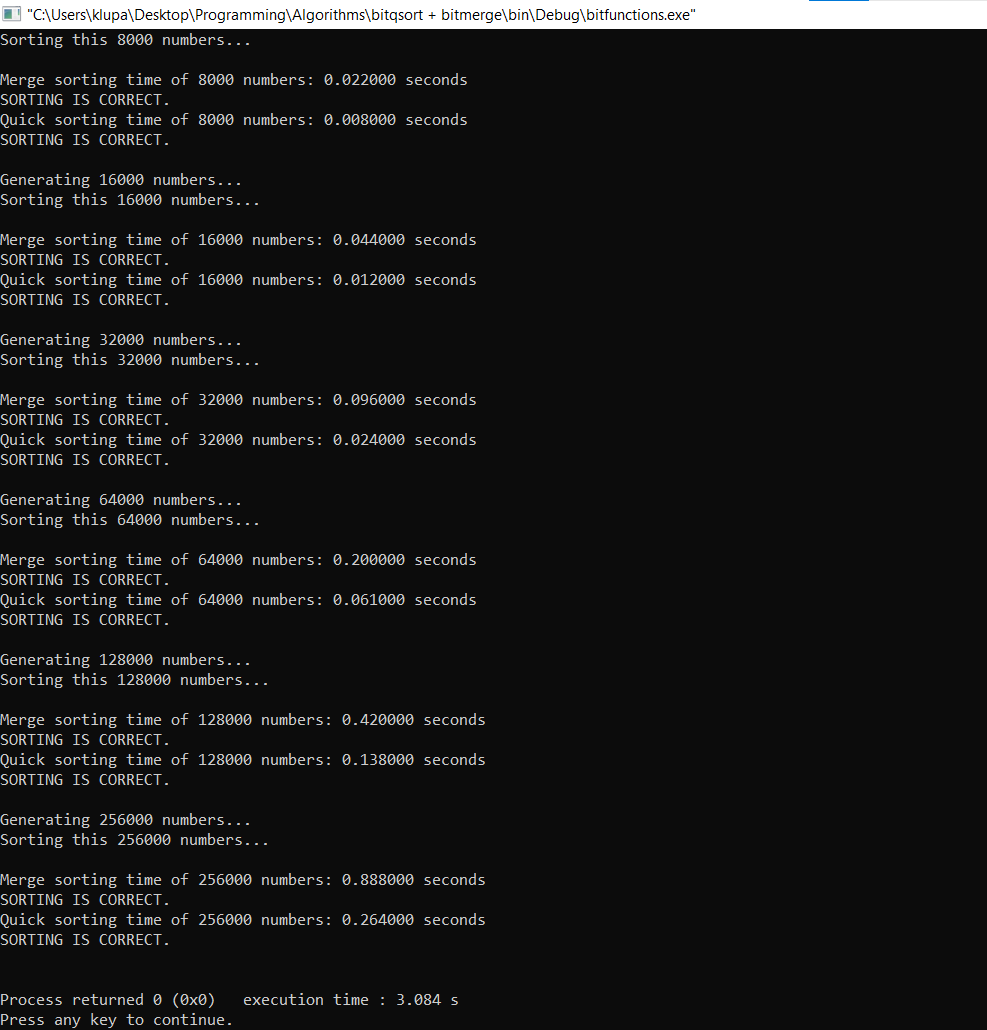 "C:\Users\klupa\Desktop\Programming\Algorithms\bitqsort + bitmerge\bin\Debug\bitfunctions.exe"
Sorting this 8000 numbers...
Merge sorting time of 8000 numbers: 0.022000 seconds
SORTING IS CORRECT.
Quick sorting time of 8000 numbers: 0.008000 seconds
SORTING IS CORRECT.
Generating 16000 numbers...
Sorting this 16000 numbers...
Merge sorting time of 16000 numbers: 0.044000 seconds
SORTING IS CORRECT.
Quick sorting time of 16000 numbers: 0.012000 seconds
SORTING IS CORRECT.
Generating 32000 numbers...
Sorting this 32000 numbers...
Merge sorting time of 32000 numbers: 0.096000 seconds
SORTING IS CORRECT.
Quick sorting time of 32000 numbers: 0.024000 seconds
SORTING IS CORRECT.
Generating 64000 numbers...
Sorting this 64000 numbers...
Merge sorting time of 64000 numbers: 0.200000 seconds
SORTING IS CORRECT.
Quick sorting time of 64000 numbers: 0.061000 seconds
SORTING IS CORRECT.
Generating 128000 numbers...
Sorting this 128000 numbers...
Merge sorting time of 128000 numbers: 0.420000 seconds
SORTING IS CORRECT.
Quick sorting time of 128000 numbers: 0.138000 seconds
SORTING IS CORRECT.
Generating 256000 numbers...
Sorting this 256000 numbers...
Merge sorting time of 256000 numbers: 0.888000 seconds
SORTING IS CORRECT.
Quick sorting time of 256000 numbers: 0.264000 seconds
SORTING IS CORRECT.
Process returned 0 (0x0)   execution time : 3.084 s
Press any key to continue.